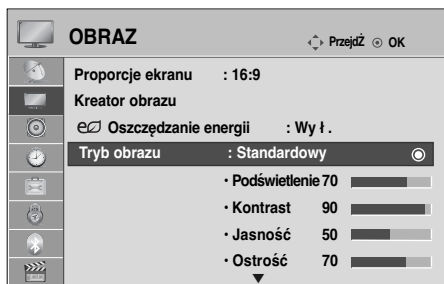 OBRAZ PrzejdŹ OK
Proporcje ekranu : 16:9
Kreator obrazu
Oszczędzanie energii : Wył.
Tryb obrazu : Standardowy
• Podświetlenie 70
• Kontrast 90
• Jasność 50
• Ostrość 70